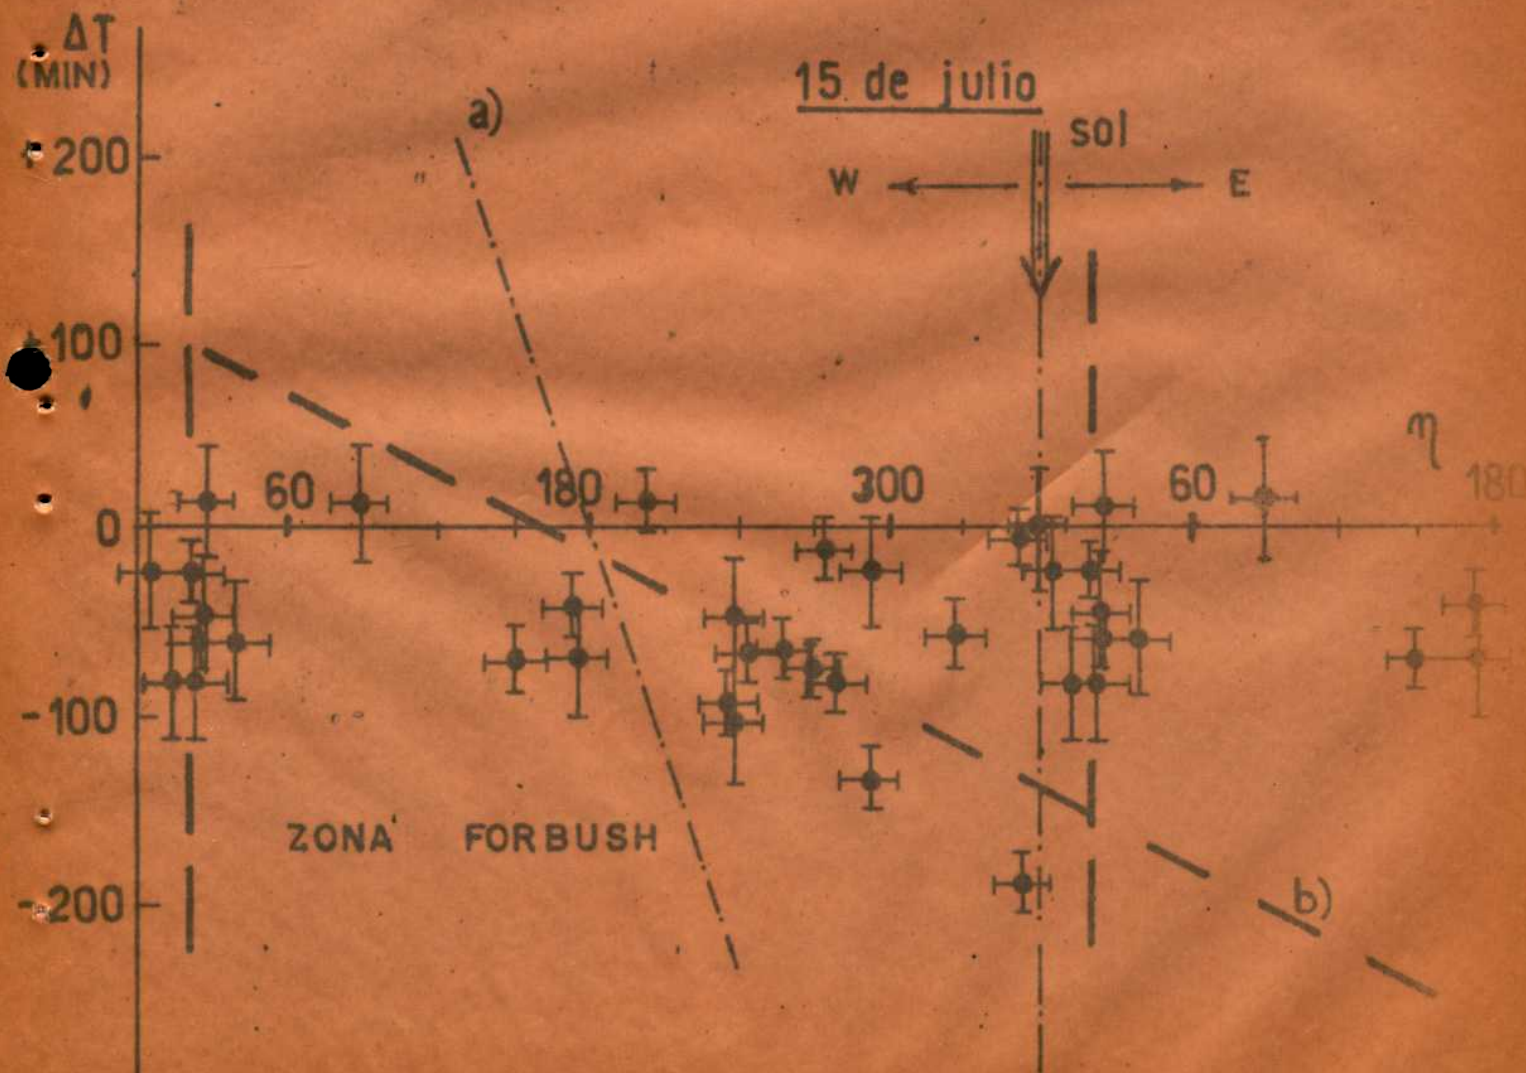 ΔT
(MIN)
a)
15 de julio
sol
W E
+200
+100
η
60 180 300 60 180
0
-100
ZONA FORBUSH
-200
b)